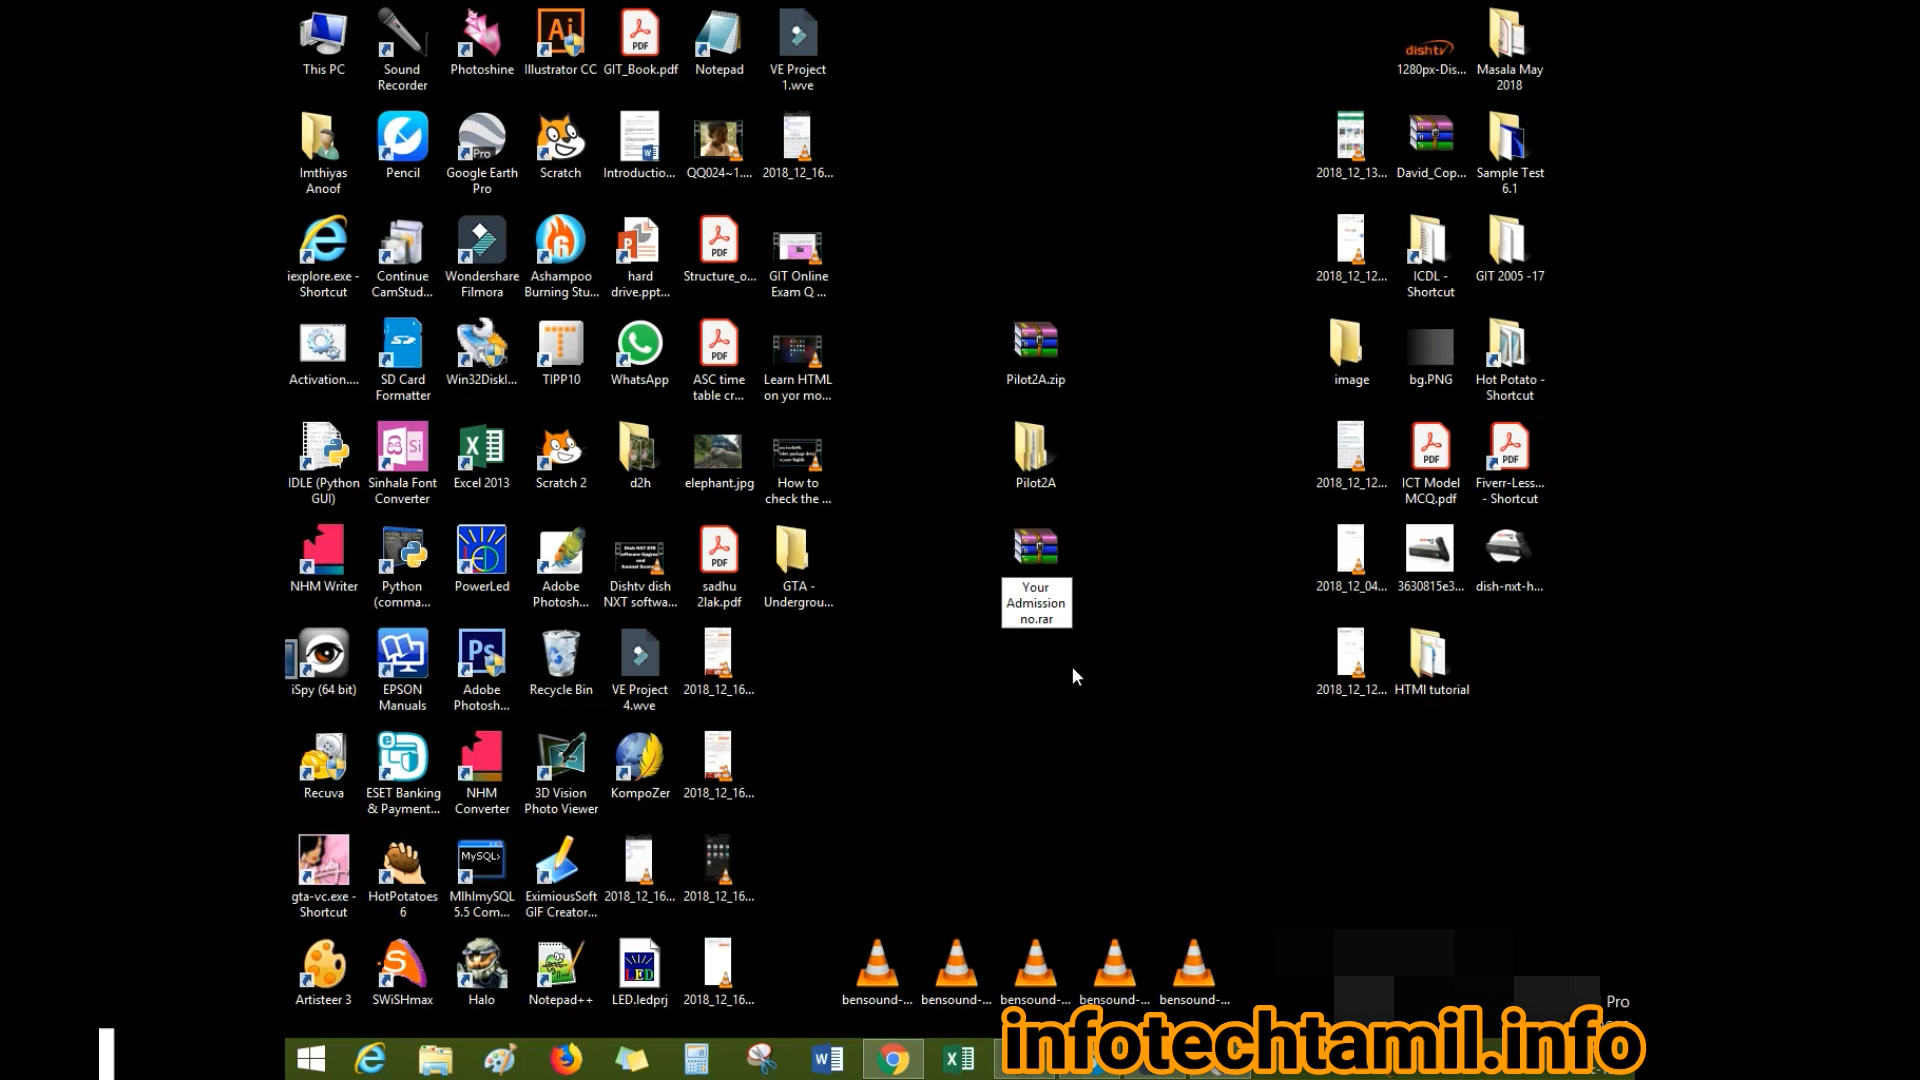 This PC
Sound
Recorder
Photoshine
Illustrator CC
GIT_Book.pdf
Notepad
VE Project
1.wve
dishtv
1280px-Dis...
Masala May
2018
Imthiyas
Anoof
Pencil
Google Earth
Pro
Scratch
Introductio...
QQ024~1....
2018_12_16...
2018_12_13...
David_Cop...
Sample Test
6.1
iexplore.exe -
Shortcut
Continue
CamStud...
Wondershare
Filmora
Ashampoo
Burning Stu...
hard
drive.ppt...
Structure_o...
GIT Online
Exam Q ...
2018_12_12...
ICDL -
Shortcut
GIT 2005 -17
Activation....
SD Card
Formatter
Win32DiskI...
TIPP10
WhatsApp
ASC time
table cr...
Learn HTML
on yor mo...
Pilot2A.zip
image
bg.PNG
Hot Potato -
Shortcut
IDLE (Python
GUI)
Sinhala Font
Converter
Excel 2013
Scratch 2
d2h
elephant.jpg
How to
check the ...
Pilot2A
2018_12_12...
ICT Model
MCQ.pdf
Fiverr-Less...
- Shortcut
NHM Writer
Python
(comma...
PowerLed
Adobe
Photosh...
Dishtv dish
NXT softwa...
sadhu
2lak.pdf
GTA -
Undergrou...
Your
Admission
no.rar
2018_12_04...
3630815e3...
dish-nxt-h...
iSpy (64 bit)
EPSON
Manuals
Adobe
Photosh...
Recycle Bin
VE Project
4.wve
2018_12_16...
2018_12_12...
HTMl tutorial
Recuva
ESET Banking
& Payment...
NHM
Converter
3D Vision
Photo Viewer
KompoZer
2018_12_16...
gta-vc.exe -
Shortcut
HotPotatoes
6
MIhlmySQL
5.5 Com...
EximiousSoft
GIF Creator...
2018_12_16...
2018_12_16...
Artisteer 3
SWiSHmax
Halo
Notepad++
LED.ledprj
2018_12_16...
bensound-...
bensound-...
bensound-...
bensound-...
bensound-...
Pro
infotechtamil.info